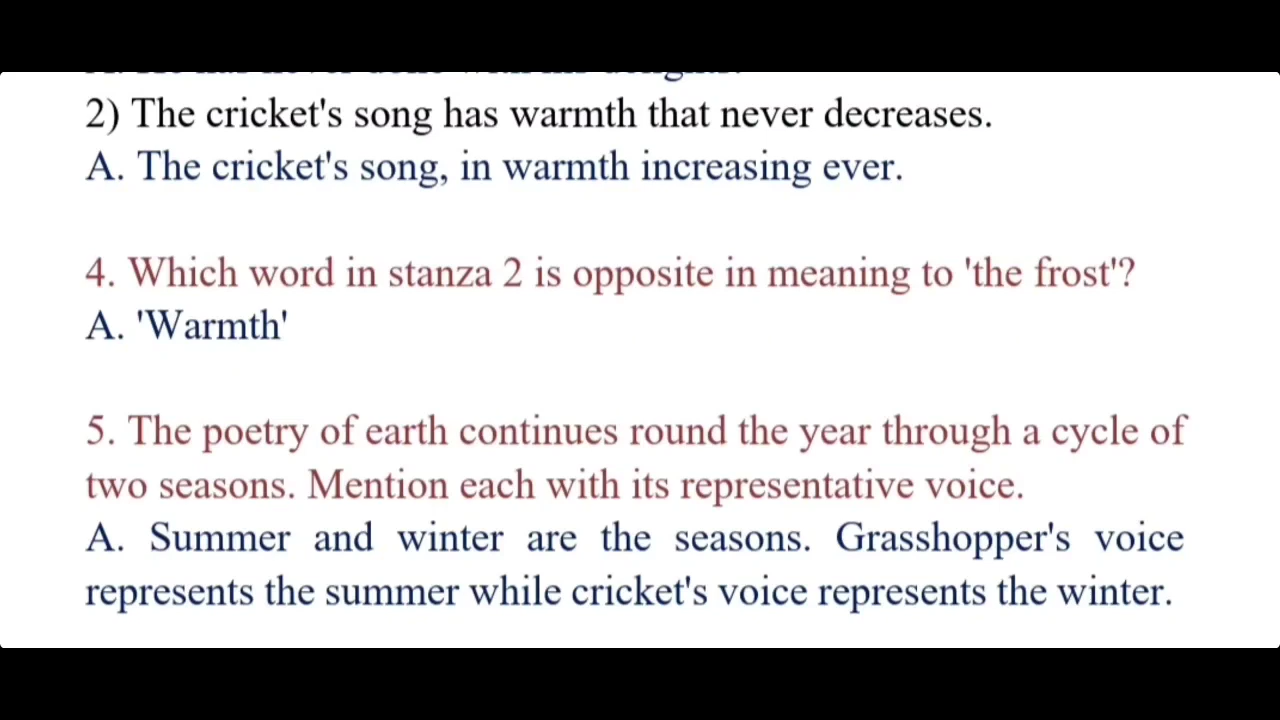 2) The cricket's song has warmth that never decreases.
A. The cricket's song, in warmth increasing ever.
4. Which word in stanza 2 is opposite in meaning to 'the frost'?
A. 'Warmth'
5. The poetry of earth continues round the year through a cycle of
two seasons. Mention each with its representative voice.
A. Summer and winter are the seasons. Grasshopper's voice
represents the summer while cricket's voice represents the winter.